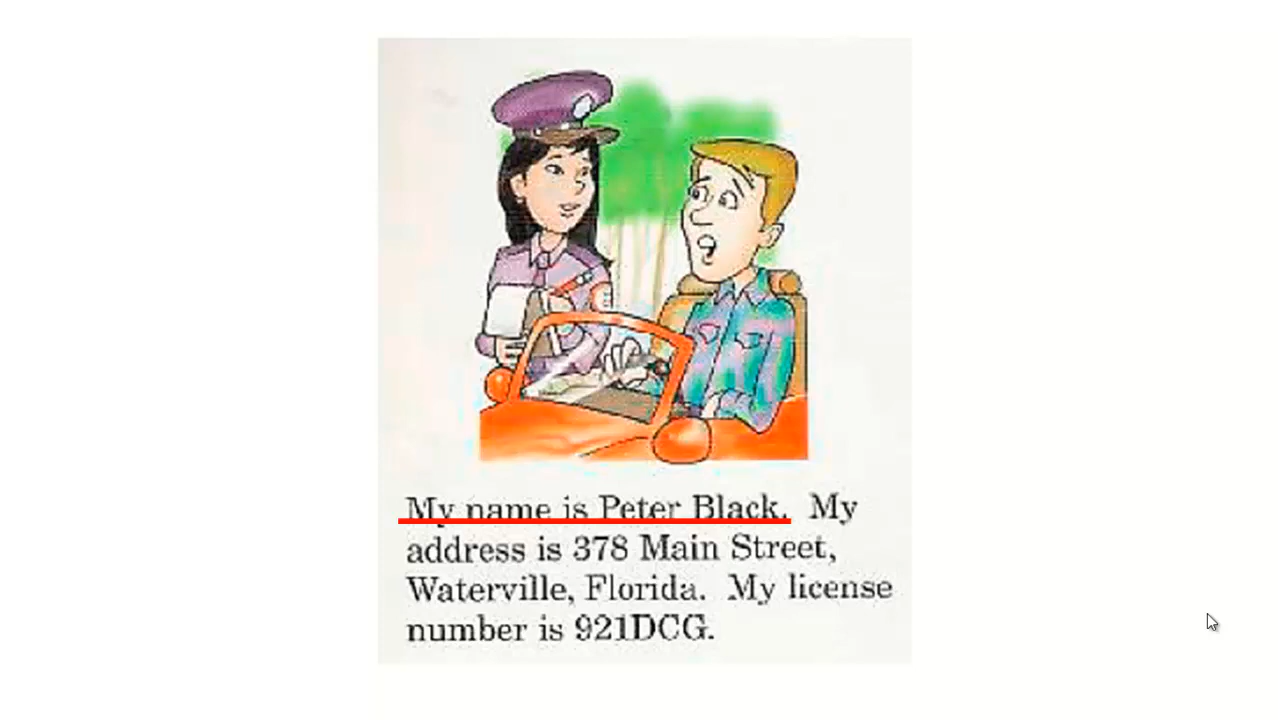 My name is Peter Black. My
address is 378 Main Street,
Waterville, Florida. My license
number is 921DCG.